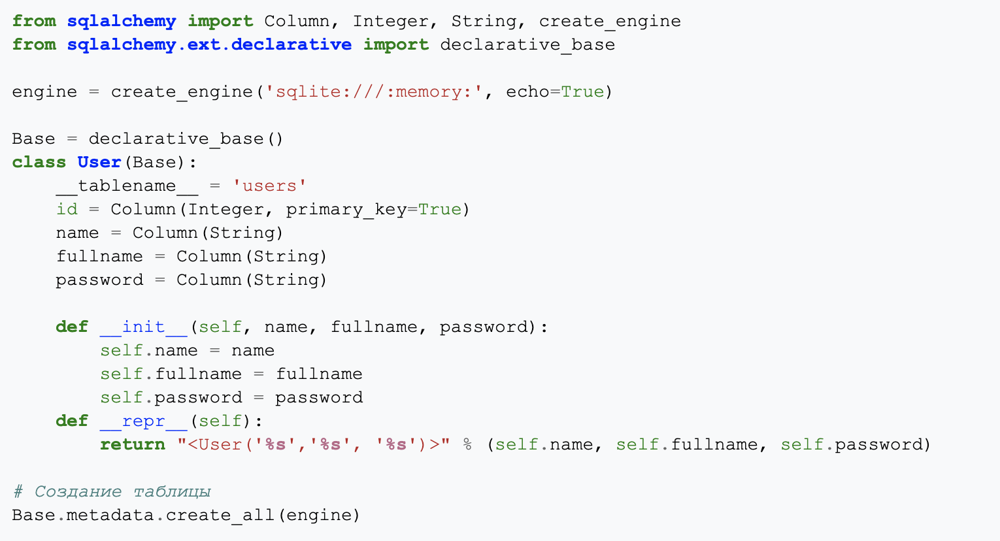 from sqlalchemy import Column, Integer, String, create_engine
from sqlalchemy.ext.declarative import declarative_base
engine = create_engine('sqlite:///:memory:', echo=True)
Base = declarative_base()
class User(Base):
    __tablename__ = 'users'
    id = Column(Integer, primary_key=True)
    name = Column(String)
    fullname = Column(String)
    password = Column(String)
    def __init__(self, name, fullname, password):
        self.name = name
        self.fullname = fullname
        self.password = password
    def __repr__(self):
        return "<User('%s','%s', '%s')>" % (self.name, self.fullname, self.password)
# Создание таблицы
Base.metadata.create_all(engine)